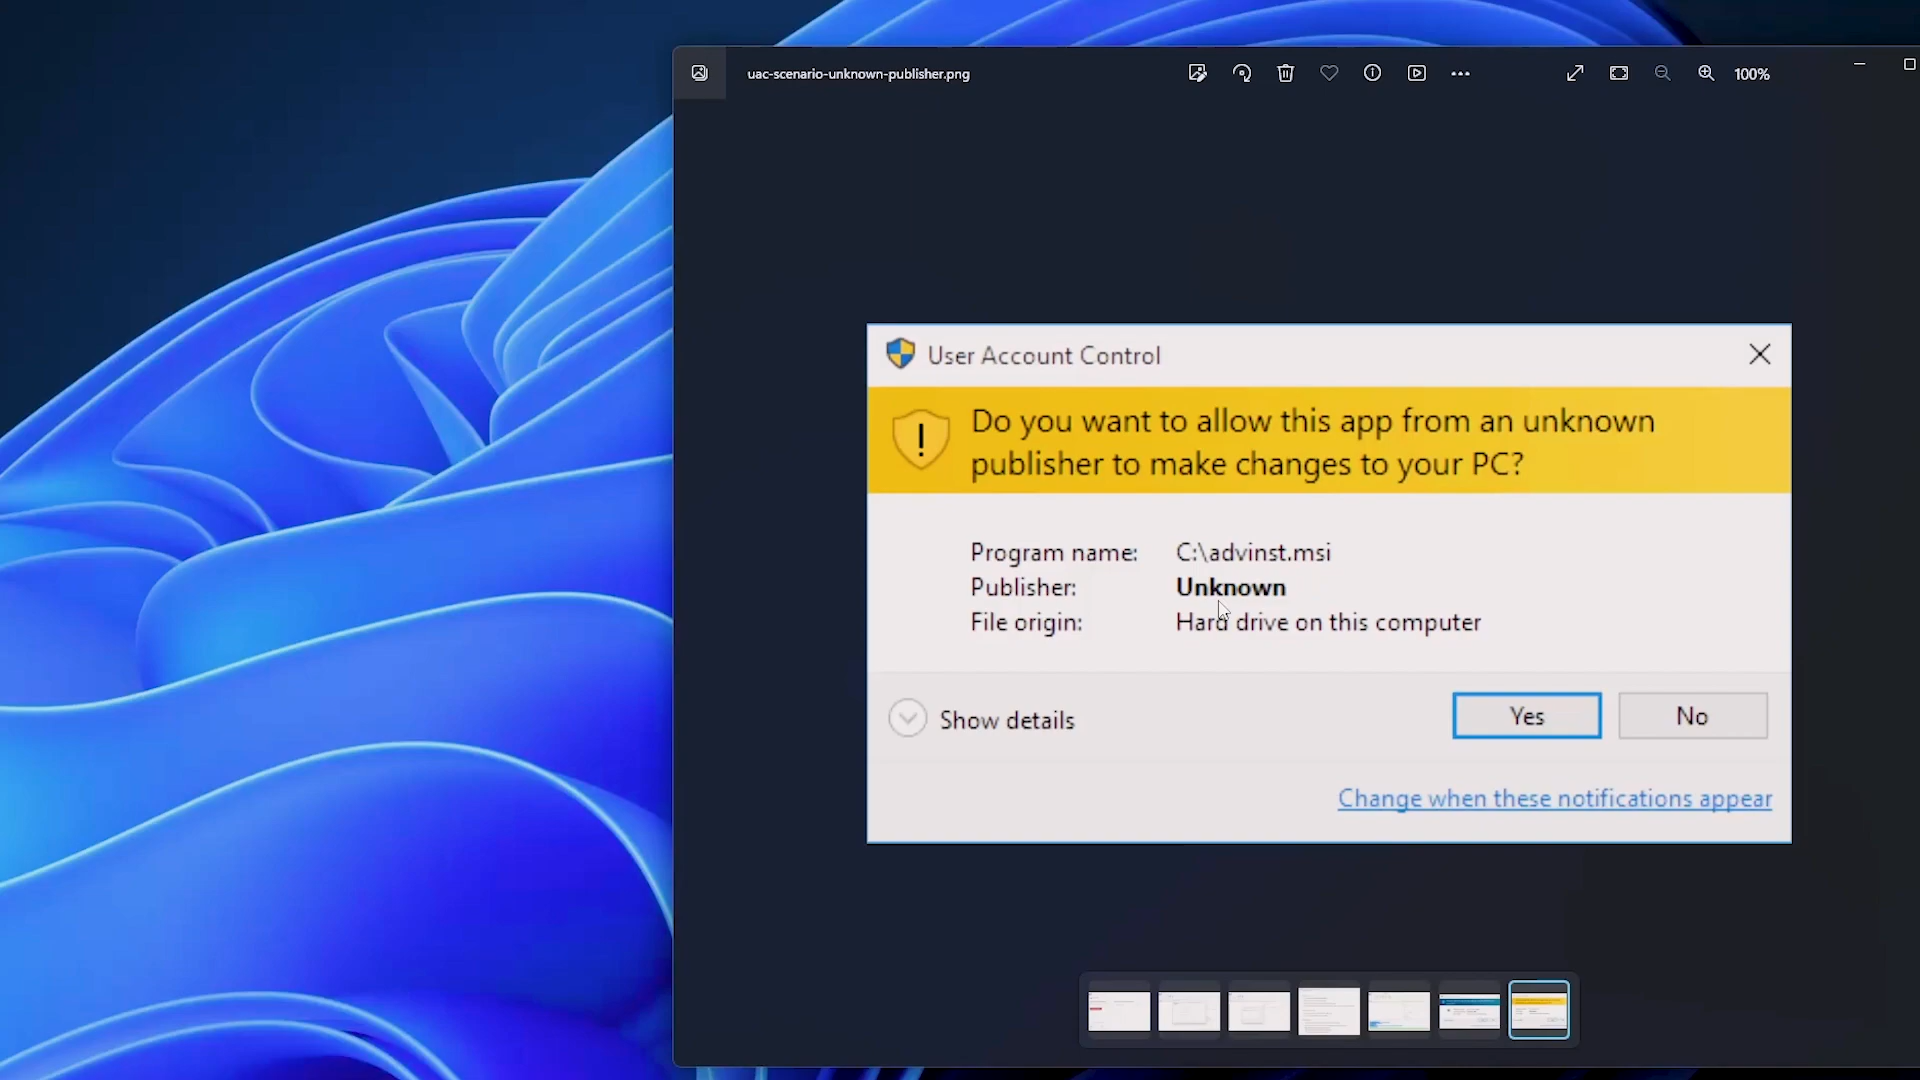 uac-scenario-unknown-publisher.png
100%
User Account Control
Do you want to allow this app from an unknown
publisher to make changes to your PC?
Program name: C:\advinst.msi
Publisher: Unknown
File origin: Hard drive on this computer
Show details
Yes
No
Change when these notifications appear